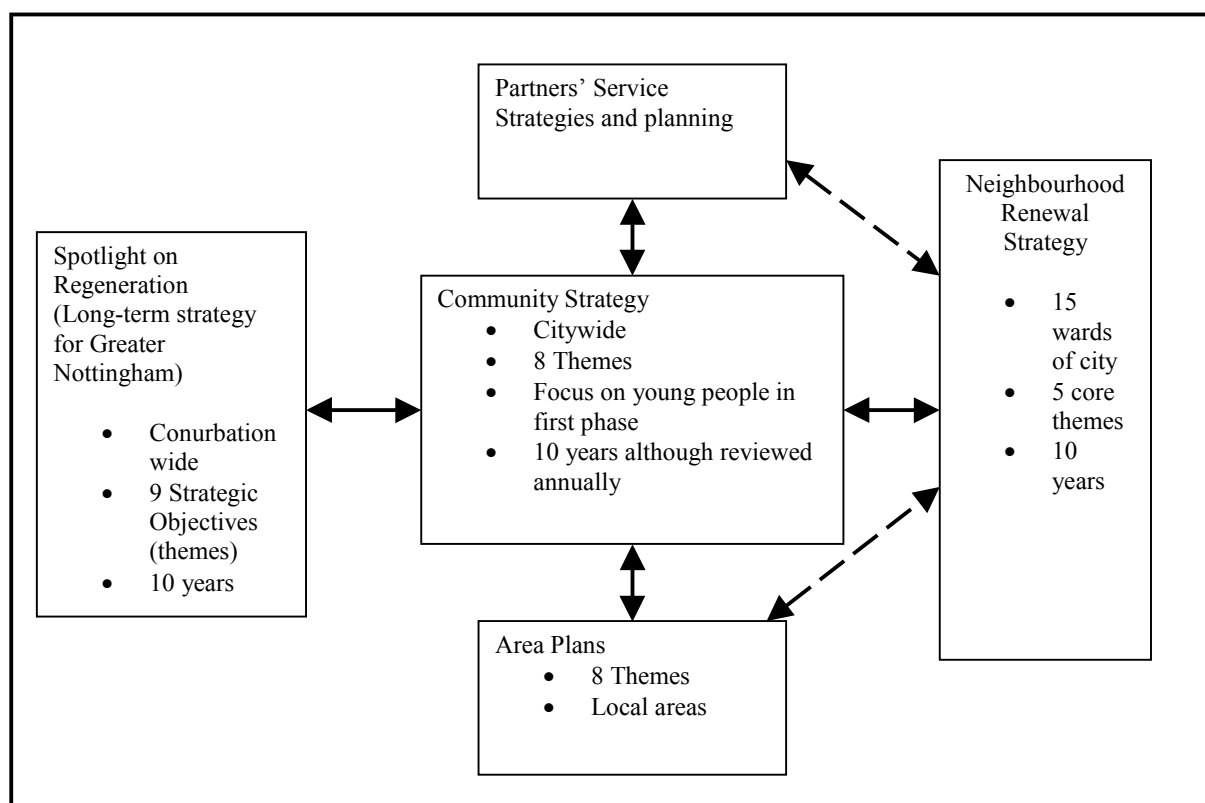 Partners’ Service
Strategies and planning
Neighbourhood
Renewal
Strategy
• 15
wards
of city
• 5 core
themes
• 10
years
Spotlight on
Regeneration
(Long-term strategy
for Greater
Nottingham)
• Conurbation
wide
• 9 Strategic
Objectives
(themes)
• 10 years
Community Strategy
• Citywide
• 8 Themes
• Focus on young people in
first phase
• 10 years although reviewed
annually
Area Plans
• 8 Themes
• Local areas